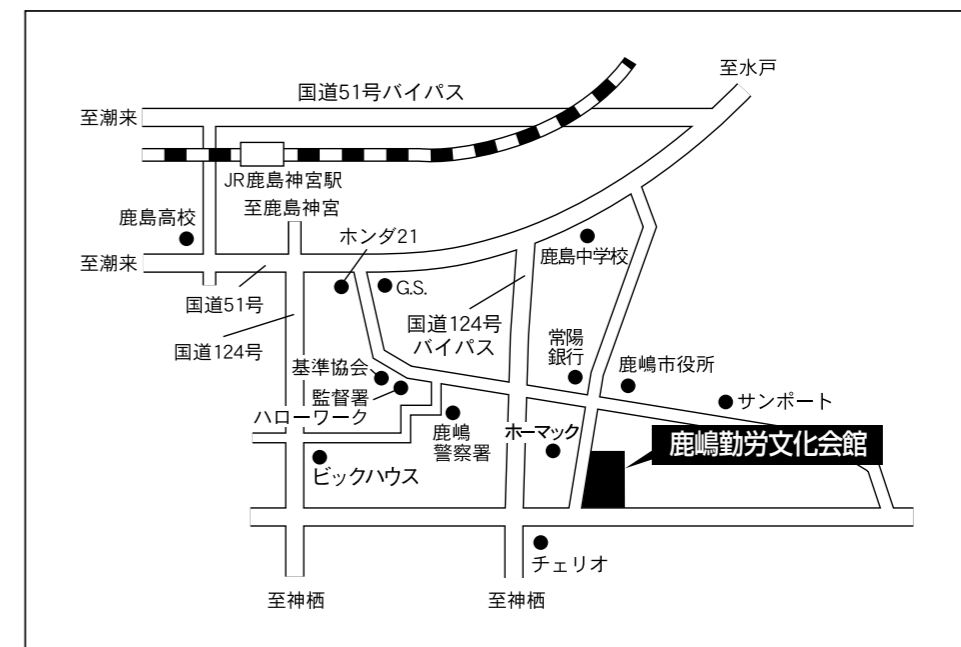 至水戸
国道51号バイパス
至潮来
JR鹿島神宮駅
至鹿島神宮
鹿島高校
ホンダ21
鹿島中学校
至潮来
G.S.
国道51号
国道124号
バイパス
国道124号
常陽
銀行
基準協会
鹿嶋市役所
監督署
サンポート
ハローワーク
鹿嶋
警察署
ホーマック
鹿嶋勤労文化会館
ビックハウス
チェリオ
至神栖
至神栖